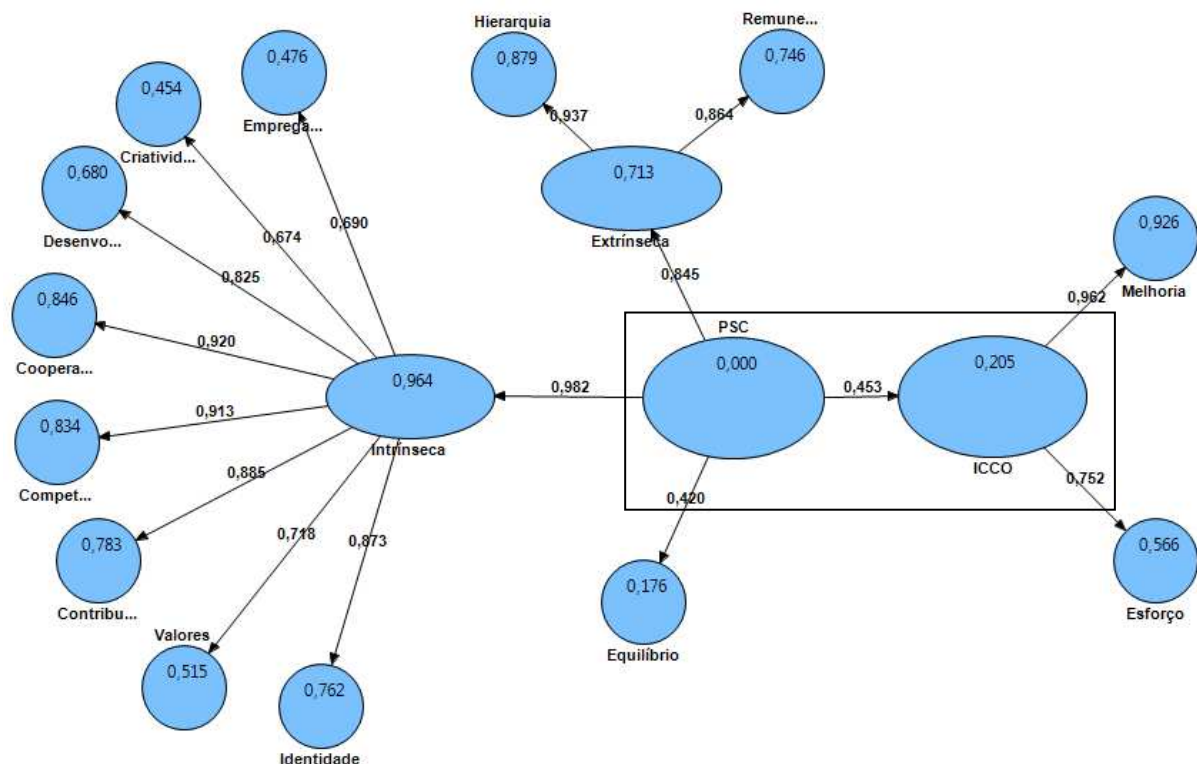 Hierarquia
0,879
Remune...
0,746
0,476
Emprega...
0,454
Criativid...
0,680
Desenvo...
0,846
Coopera...
0,834
Compet...
0,783
Contribu...
Valores
0,515
0,762
Identidade
0,690
0,674
0,825
0,920
0,913
0,885
0,718
0,873
0,964
Intrínseca
0,982
0,937
0,864
0,713
Extrínseca
0,845
PSC
0,000
0,453
0,205
ICCO
0,420
0,176
Equilíbrio
0,926
Melhoria
0,962
0,752
0,566
Esforço